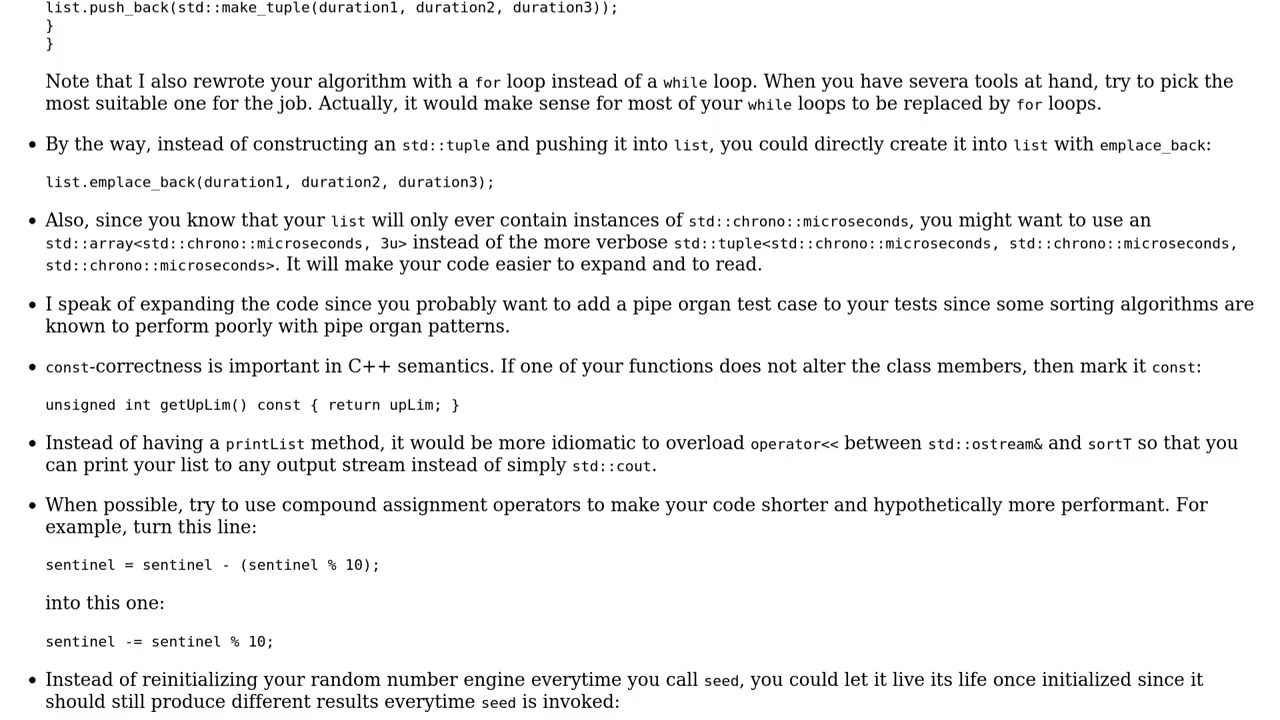 list.push_back(std::make_tuple(duration1, duration2, duration3));
}
}
Note that I also rewrote your algorithm with a for loop instead of a while loop. When you have severa tools at hand, try to pick the
most suitable one for the job. Actually, it would make sense for most of your while loops to be replaced by for loops.
• By the way, instead of constructing an std::tuple and pushing it into list, you could directly create it into list with emplace_back:
list.emplace_back(duration1, duration2, duration3);
• Also, since you know that your list will only ever contain instances of std::chrono::microseconds, you might want to use an
std::array<std::chrono::microseconds, 3u> instead of the more verbose std::tuple<std::chrono::microseconds, std::chrono::microseconds,
std::chrono::microseconds>. It will make your code easier to expand and to read.
• I speak of expanding the code since you probably want to add a pipe organ test case to your tests since some sorting algorithms are
known to perform poorly with pipe organ patterns.
• const-correctness is important in C++ semantics. If one of your functions does not alter the class members, then mark it const:
unsigned int getUpLim() const { return upLim; }
• Instead of having a printList method, it would be more idiomatic to overload operator<< between std::ostream& and sortT so that you
can print your list to any output stream instead of simply std::cout.
• When possible, try to use compound assignment operators to make your code shorter and hypothetically more performant. For
example, turn this line:
sentinel = sentinel - (sentinel % 10);
into this one:
sentinel -= sentinel % 10;
• Instead of reinitializing your random number engine everytime you call seed, you could let it live its life once initialized since it
should still produce different results everytime seed is invoked: